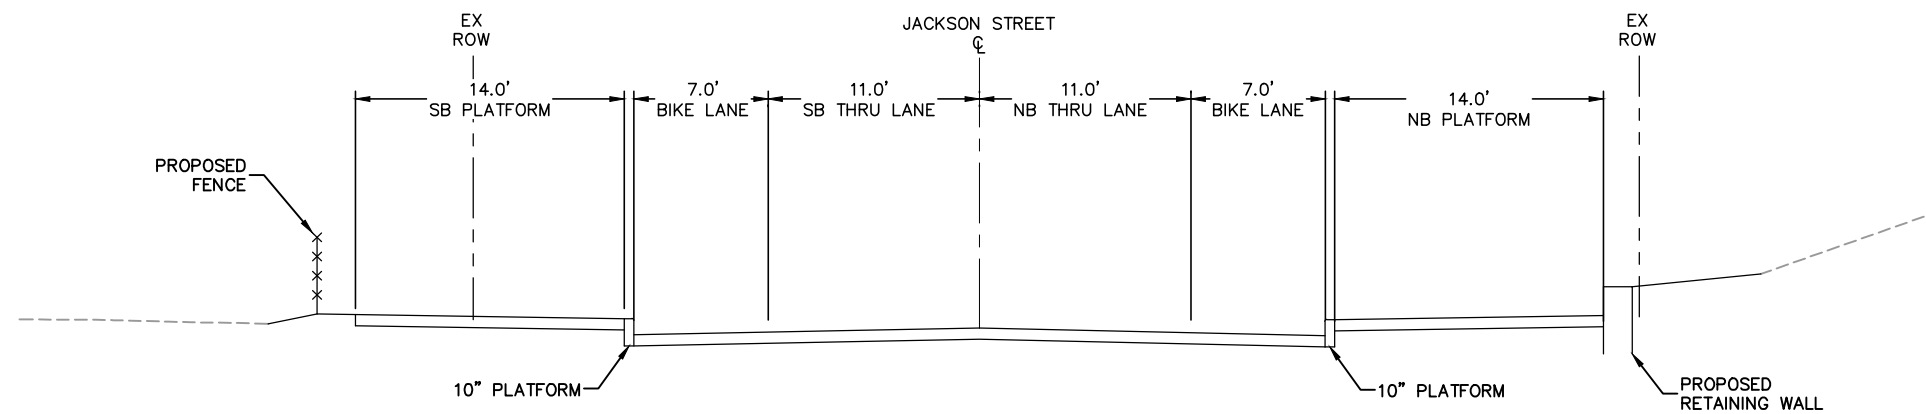 EX
ROW
JACKSON STREET
℄
EX
ROW
14.0'
SB PLATFORM
7.0'
BIKE LANE
11.0'
SB THRU LANE
11.0'
NB THRU LANE
7.0'
BIKE LANE
14.0'
NB PLATFORM
PROPOSED
FENCE
10" PLATFORM
10" PLATFORM
PROPOSED
RETAINING WALL